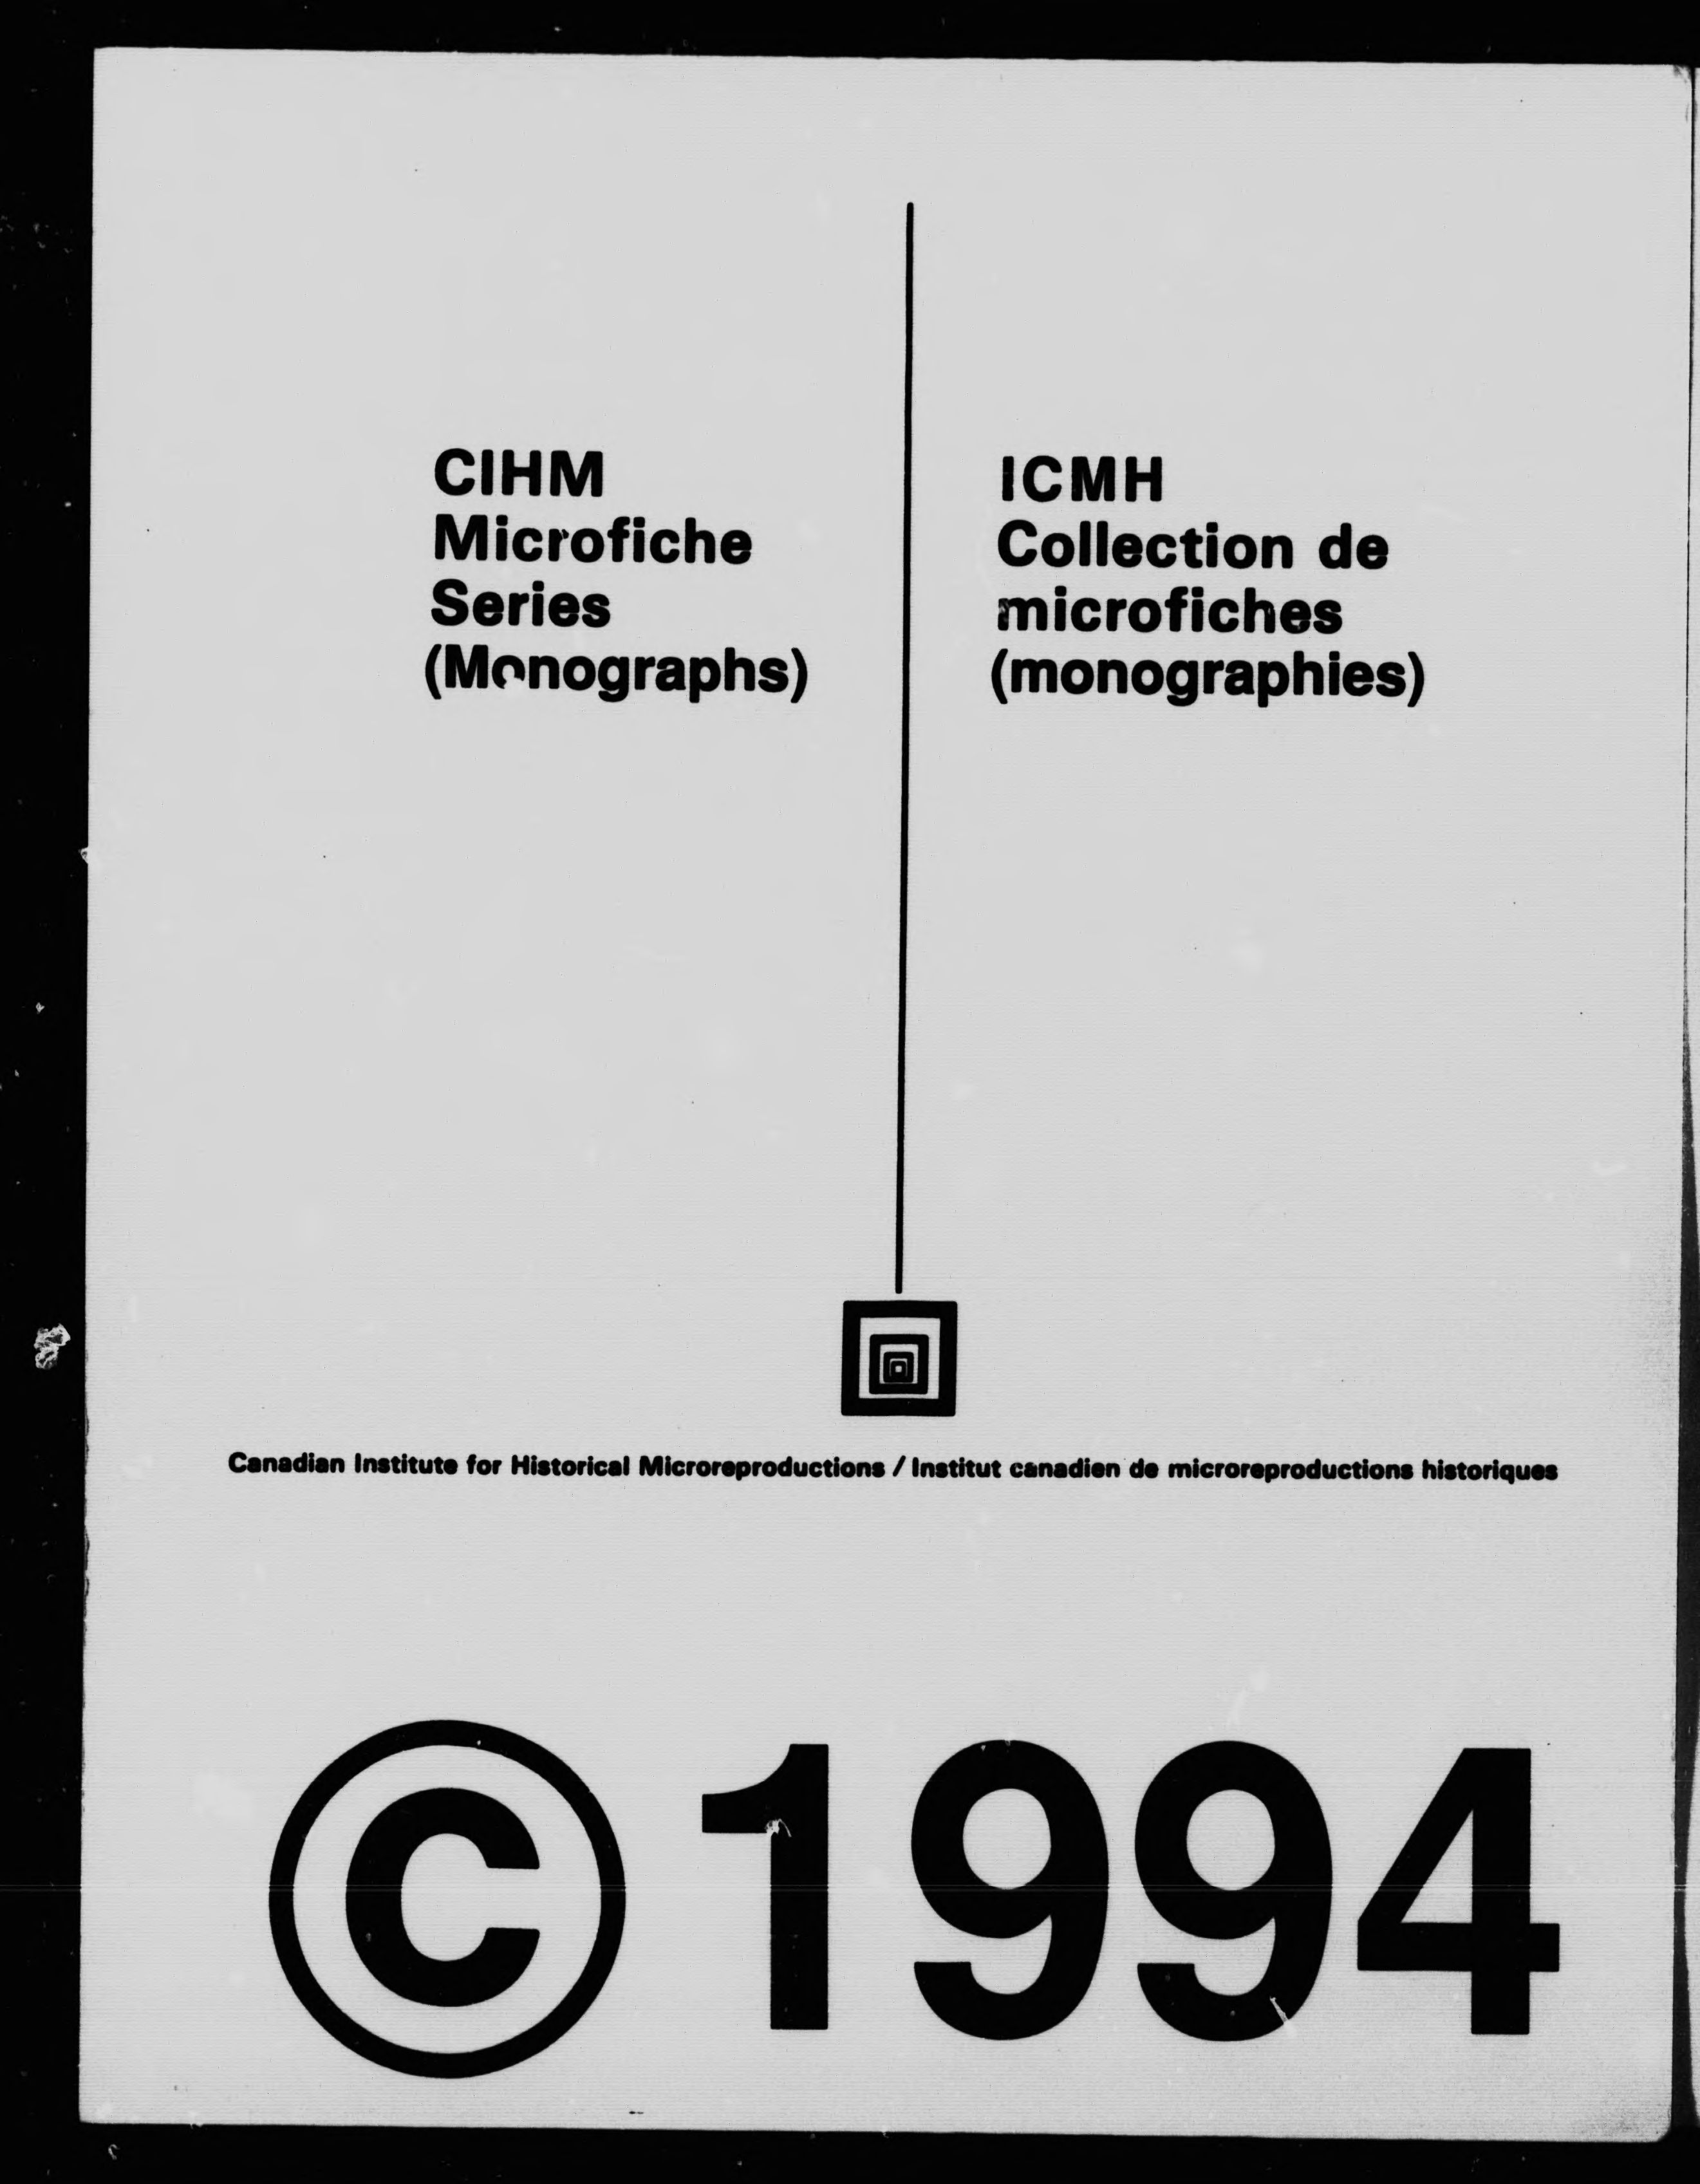 CIHM
Microfiche
Series
(Monographs)
ICMH
Collection de
microfiches
(monographies)
Canadian Institute for Historical Microreproductions / Institut canadien de microreproductions historiques
© 1994